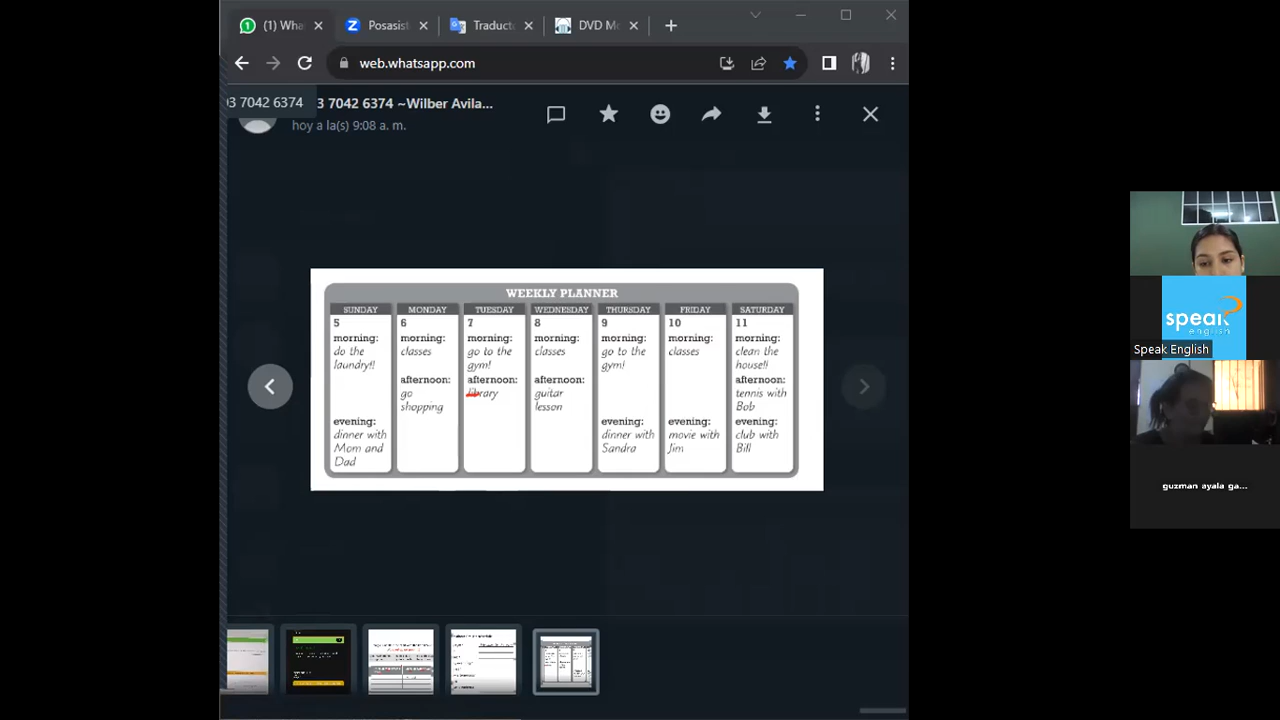 (1) Wha
Posasis
Traducto
DVD Mo
web.whatsapp.com
03 7042 6374
3 7042 6374 ~Wilber Avila...
hoy a la(s) 9:08 a. m.
WEEKLY PLANNER
SUNDAY
5
morning:
do the
laundry!!
evening:
dinner with
Mom and
Dad
MONDAY
6
morning:
classes
afternoon:
go
shopping
TUESDAY
7
morning:
go to the
gym!
afternoon:
library
WEDNESDAY
8
morning:
classes
afternoon:
guitar
lesson
THURSDAY
9
morning:
go to the
gym!
evening:
dinner with
Sandra
FRIDAY
10
morning:
classes
evening:
movie with
Jim
SATURDAY
11
morning:
clean the
house!!
afternoon:
tennis with
Bob
evening:
club with
Bill
speak
english
Speak English
guzman ayala ga...